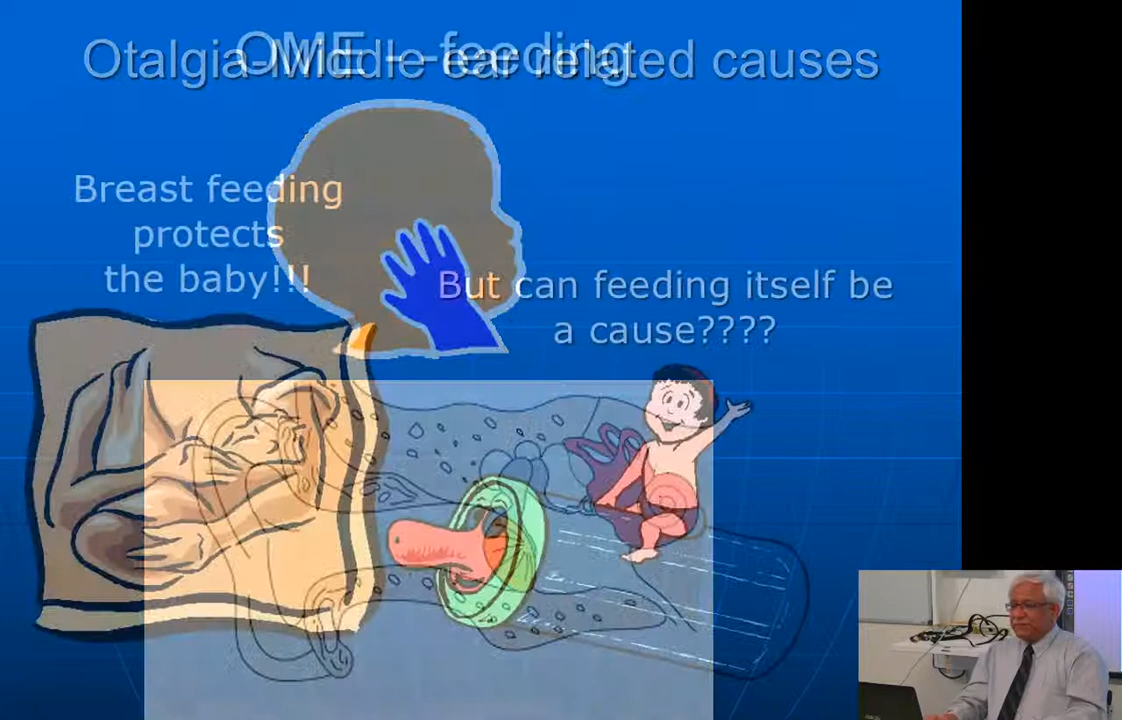 Otalgia-Middle ear related causes
OME - feeding
Breast feeding
protects
the baby!!!
But can feeding itself be
a cause????